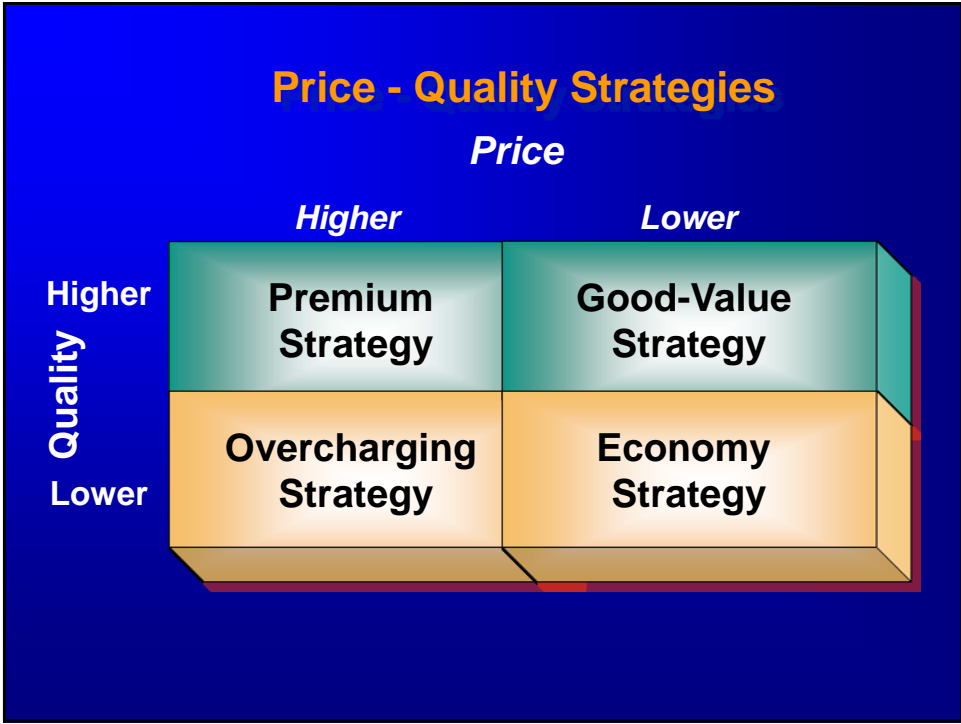 Price - Quality Strategies
Price
Higher Lower
Higher
Quality
Lower
Premium
Strategy
Good-Value
Strategy
Overcharging
Strategy
Economy
Strategy